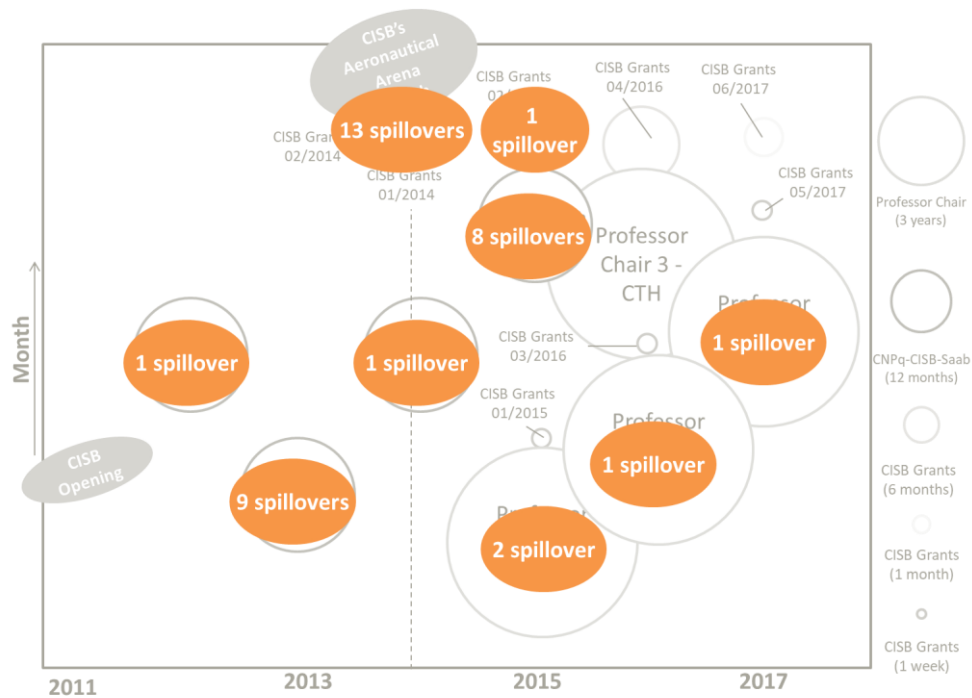 CISB's
Aeronautical
Arena
CISB Grants
CISB Grants
04/2016
CISB Grants
06/2017
13 spillovers
1
spillover
02/2014
CISB Grants
01/2014
CISB Grants
05/2017
Professor Chair
(3 years)
8 spillovers
Professor
Chair 3 -
CTH
Professor
1 spillover
CISB Grants
03/2016
1 spillover
1 spillover
CNPq-CISB-Saab
(12 months)
Month
CISB Grants
01/2015
Professor
1 spillover
CISB
Opening
9 spillovers
CISB Grants
(6 months)
Professor
2 spillover
CISB Grants
(1 month)
CISB Grants
(1 week)
2011
2013
2015
2017